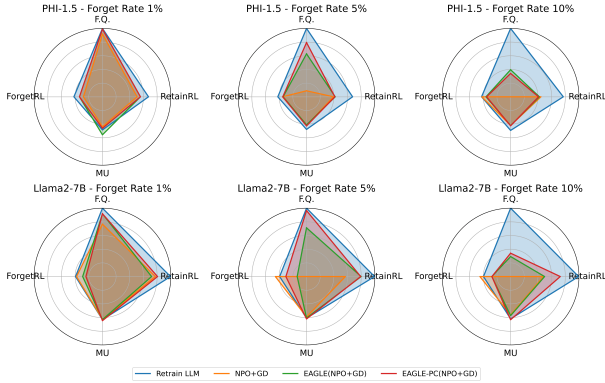 PHI-1.5 - Forget Rate 1%
F.Q.
ForgetRL
RetainRL
MU
PHI-1.5 - Forget Rate 5%
F.Q.
ForgetRL
RetainRL
MU
PHI-1.5 - Forget Rate 10%
F.Q.
ForgetRL
RetainRL
MU
Llama2-7B - Forget Rate 1%
F.Q.
ForgetRL
RetainRL
MU
Llama2-7B - Forget Rate 5%
F.Q.
ForgetRL
RetainRL
MU
Llama2-7B - Forget Rate 10%
F.Q.
ForgetRL
RetainRL
MU
Retrain LLM
NPO+GD
EAGLE(NPO+GD)
EAGLE-PC(NPO+GD)